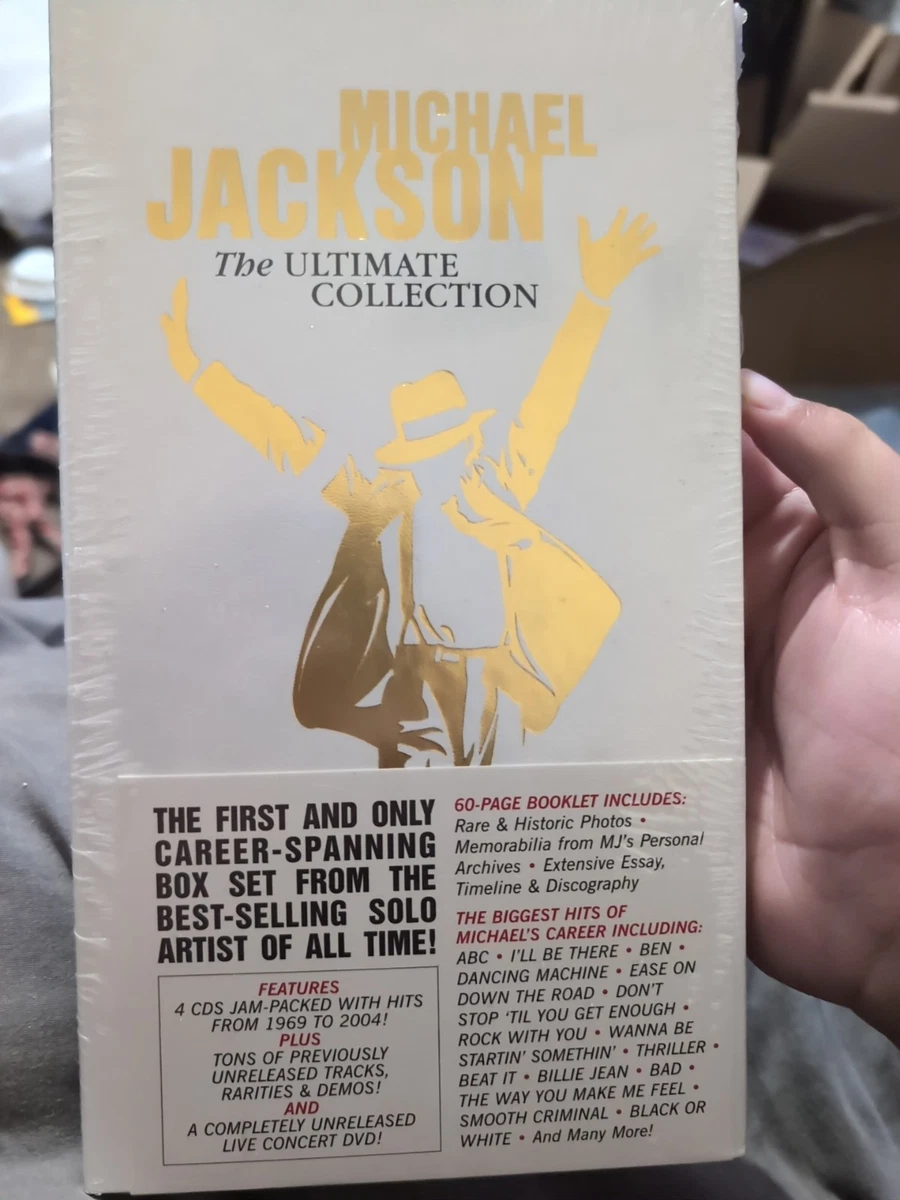 MICHAEL
JACKSON
The ULTIMATE
COLLECTION
THE FIRST AND ONLY
CAREER-SPANNING
BOX SET FROM THE
BEST-SELLING SOLO
ARTIST OF ALL TIME!
FEATURES
4 CDS JAM-PACKED WITH HITS
FROM 1969 TO 2004!
PLUS
TONS OF PREVIOUSLY
UNRELEASED TRACKS,
RARITIES & DEMOS!
AND
A COMPLETELY UNRELEASED
LIVE CONCERT DVD!
60-PAGE BOOKLET INCLUDES:
Rare & Historic Photos •
Memorabilia from MJ's Personal
Archives • Extensive Essay,
Timeline & Discography
THE BIGGEST HITS OF
MICHAEL'S CAREER INCLUDING:
ABC • I'LL BE THERE • BEN •
DANCING MACHINE • EASE ON
DOWN THE ROAD • DON'T
STOP 'TIL YOU GET ENOUGH •
ROCK WITH YOU • WANNA BE
STARTIN' SOMETHIN' • THRILLER •
BEAT IT • BILLIE JEAN • BAD •
THE WAY YOU MAKE ME FEEL •
SMOOTH CRIMINAL • BLACK OR
WHITE • And Many More!